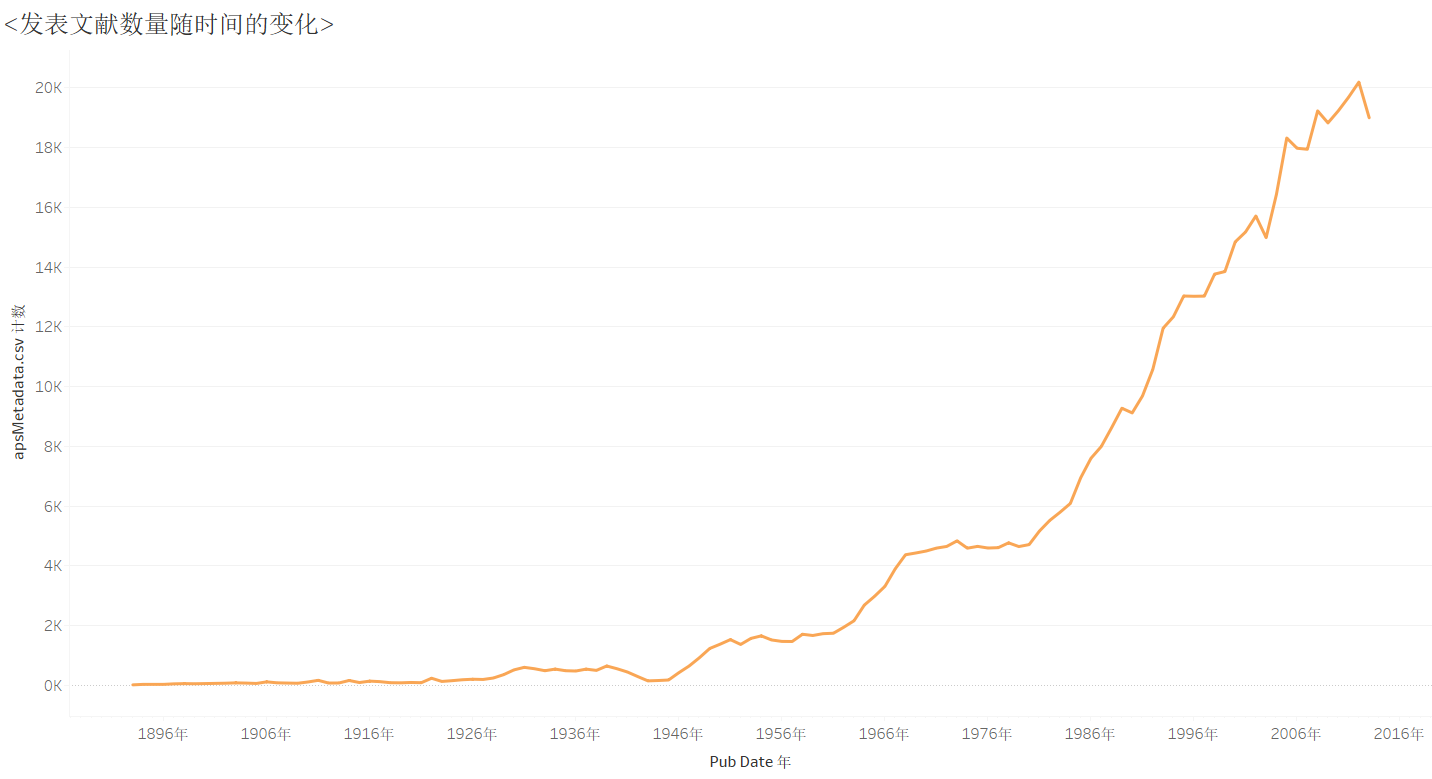 <发表文献数量随时间的变化>
20K
18K
16K
14K
12K
10K
8K
6K
4K
2K
0K
apsMetadata.csv 计数
1896年 1906年 1916年 1926年 1936年 1946年 1956年 1966年 1976年 1986年 1996年 2006年 2016年
Pub Date 年